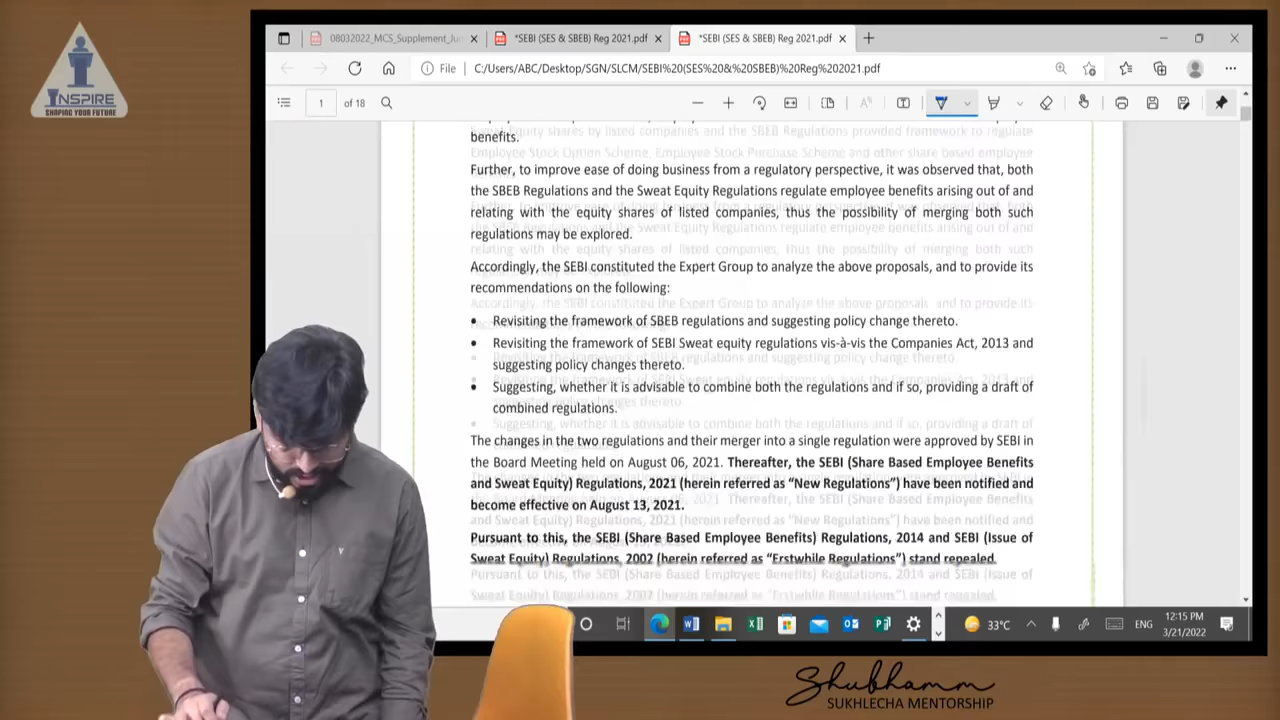 INSPIRE
SHAPING YOUR FUTURE
08032022_MCS_Supplement_Ju
*SEBI (SES & SBEB) Reg 2021.pdf
*SEBI (SES & SBEB) Reg 2021.pdf
File
C:/Users/ABC/Desktop/SGN/SLCM/SEBI%20(SES%20&%20SBEB)%20Reg%202021.pdf
1 of 18
benefits.
Further, to improve ease of doing business from a regulatory perspective, it was observed that, both
the SBEB Regulations and the Sweat Equity Regulations regulate employee benefits arising out of and
relating with the equity shares of listed companies, thus the possibility of merging both such
regulations may be explored.
Accordingly, the SEBI constituted the Expert Group to analyze the above proposals, and to provide its
recommendations on the following:
• Revisiting the framework of SBEB regulations and suggesting policy change thereto.
• Revisiting the framework of SEBI Sweat equity regulations vis-à-vis the Companies Act, 2013 and
suggesting policy changes thereto.
• Suggesting, whether it is advisable to combine both the regulations and if so, providing a draft of
combined regulations.
The changes in the two regulations and their merger into a single regulation were approved by SEBI in
the Board Meeting held on August 06, 2021. Thereafter, the SEBI (Share Based Employee Benefits
and Sweat Equity) Regulations, 2021 (herein referred as “New Regulations”) have been notified and
become effective on August 13, 2021.
Pursuant to this, the SEBI (Share Based Employee Benefits) Regulations, 2014 and SEBI (Issue of
Sweat Equity) Regulations, 2002 (herein referred as “Erstwhile Regulations”) stand repealed.
33°C
ENG
12:15 PM
3/21/2022
Shubhamm
SUKHLECHA MENTORSHIP